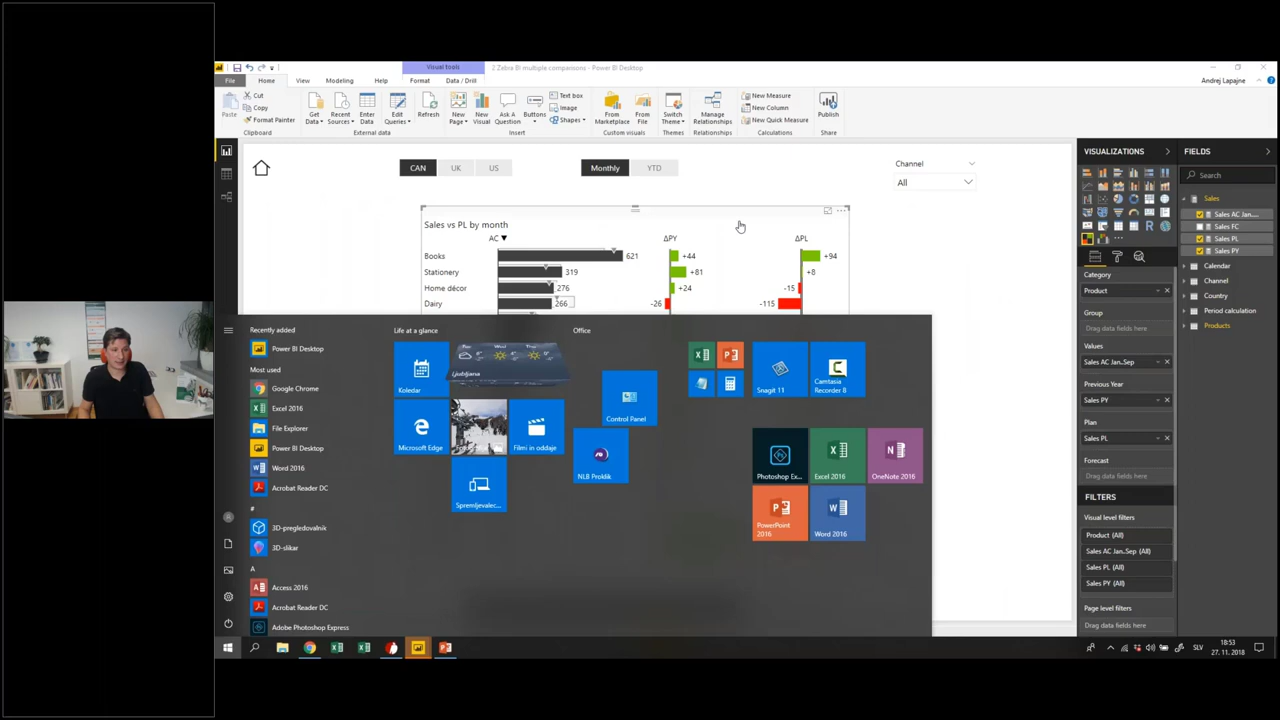 Visual tools
2 Zebra BI multiple comparisons - Power BI Desktop
File Home View Modeling Help Format Data / Drill
Andrej Lapajne
Paste
Cut
Copy
Format Painter
Clipboard
Get Data
Recent Sources
Enter Data
Edit Queries
Refresh
External data
New Page
New Visual
Ask A Question
Buttons
Text box
Image
Shapes
Insert
From Marketplace
From File
Custom visuals
Switch Theme
Themes
Manage Relationships
Relationships
New Measure
New Column
New Quick Measure
Calculations
Publish
Share
CAN UK US
Monthly YTD
Channel
All
Sales vs PL by month
AC ΔPY ΔPL
Books 621 +44 +94
Stationery 319 +81 +8
Home décor 276 +24 -15
Dairy 266 -26 -115
Recently added
Power BI Desktop
Most used
Google Chrome
Excel 2016
File Explorer
Power BI Desktop
Word 2016
Acrobat Reader DC
#
3D-pregledovalnik
3D-slikar
A
Access 2016
Acrobat Reader DC
Adobe Photoshop Express
Life at a glance
Koledar
Ljubljana
Microsoft Edge
Filmi in oddaje
Spremljevalec...
Office
Control Panel
NLB Proklik
Snagit 11
Camtasia Recorder 8
Photoshop Ex...
Excel 2016
OneNote 2016
PowerPoint 2016
Word 2016
VISUALIZATIONS
Category
Product
Group
Drag data fields here
Values
Sales AC Jan..Sep
Previous Year
Sales PY
Plan
Sales PL
Forecast
Drag data fields here
FILTERS
Visual level filters
Product (All)
Sales AC Jan..Sep (All)
Sales PL (All)
Sales PY (All)
Page level filters
Drag data fields here
FIELDS
Search
Sales
Sales AC Jan....
Sales FC
Sales PL
Sales PY
Calendar
Channel
Country
Period calculation
Products
SLV
18:53
27. 11. 2018